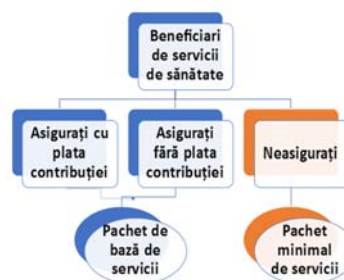 Beneficiari
de servicii
de sănătate
Asigurați cu
plata
contribuției
Asigurați
fără plata
contribuției
Neasigurați
Pachet de
bază de
servicii
Pachet
minimal
de servicii